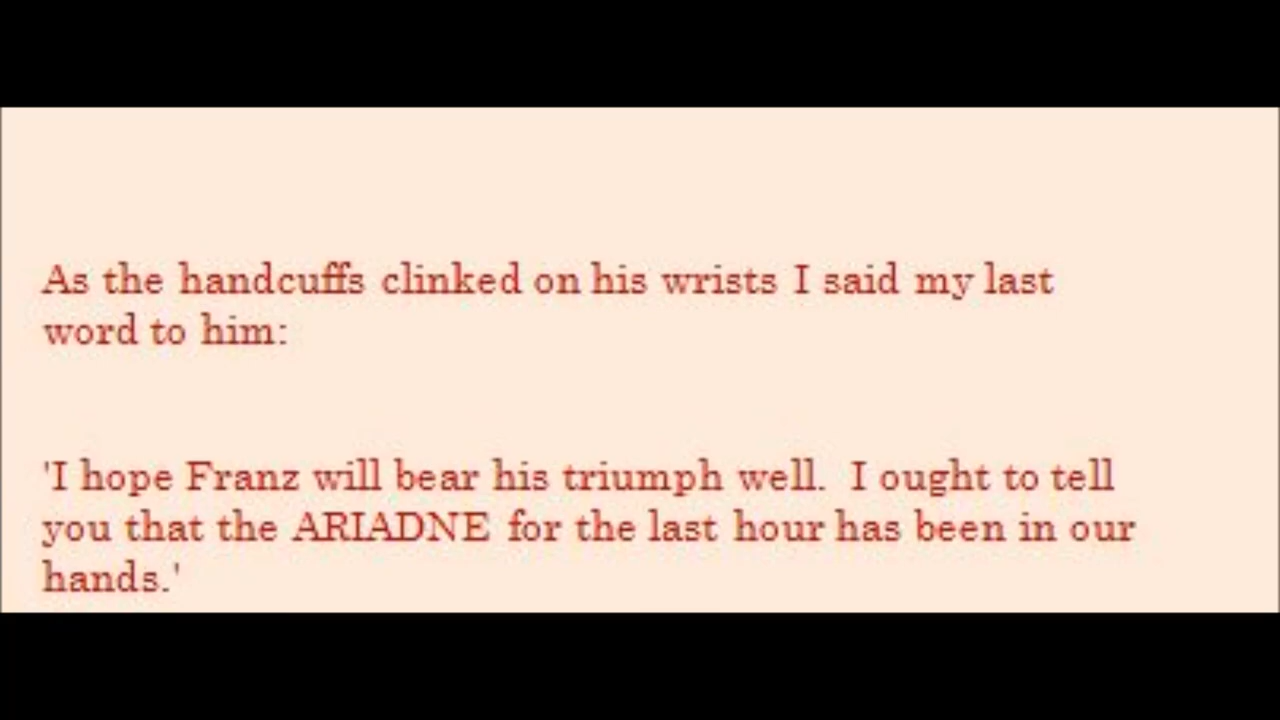 As the handcuffs clinked on his wrists I said my last
word to him:
'I hope Franz will bear his triumph well.  I ought to tell
you that the ARIADNE for the last hour has been in our
hands.'